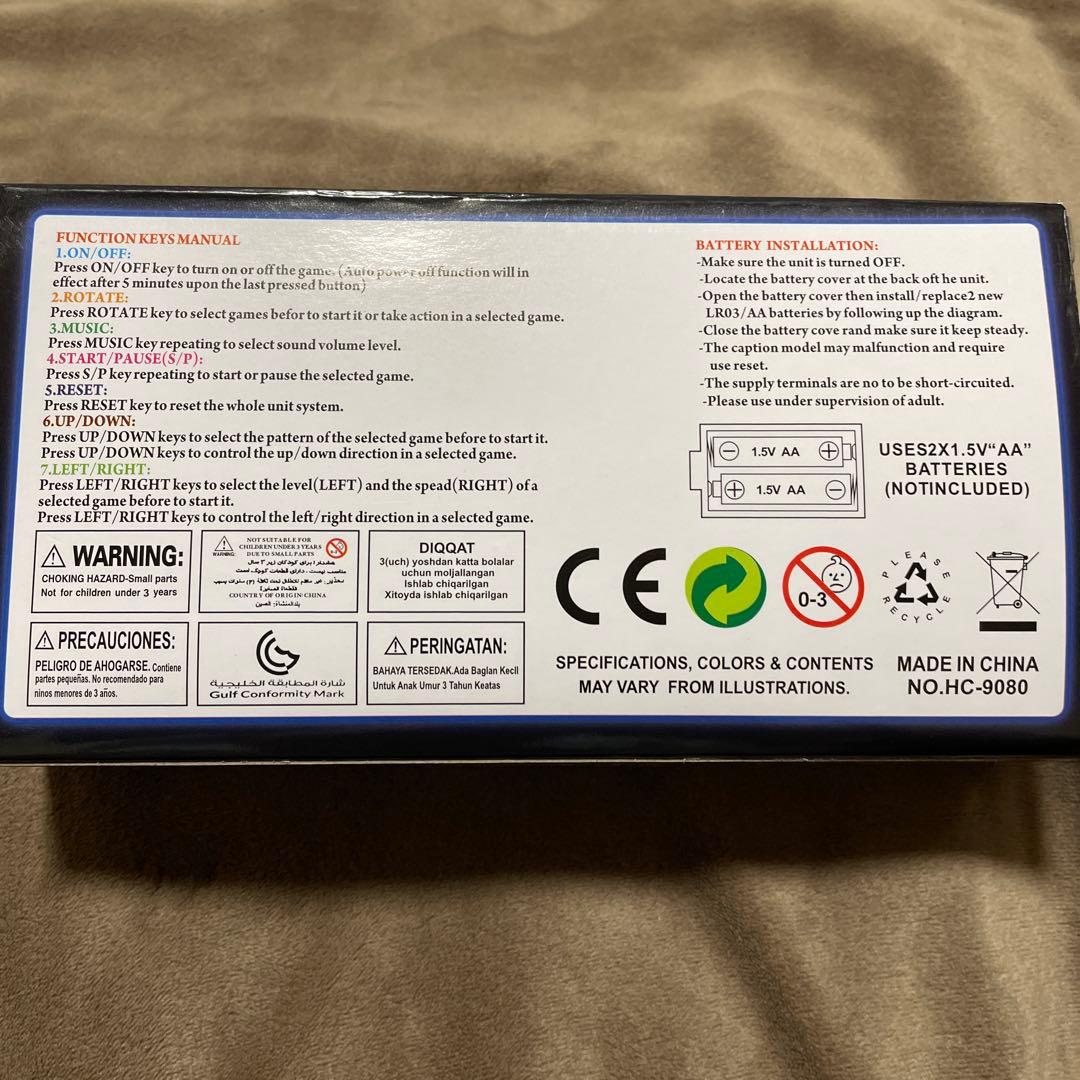 FUNCTION KEYS MANUAL
1.ON/OFF:
Press ON/OFF key to turn on or off the game. (Auto power off function will in
effect after 5 minutes upon the last pressed button)
2.ROTATE:
Press ROTATE key to select games befor to start it or take action in a selected game.
3.MUSIC:
Press MUSIC key repeating to select sound volume level.
4.START/PAUSE(S/P):
Press S/P key repeating to start or pause the selected game.
5.RESET:
Press RESET key to reset the whole unit system.
6.UP/DOWN:
Press UP/DOWN keys to select the pattern of the selected game before to start it.
Press UP/DOWN keys to control the up/down direction in a selected game.
7.LEFT/RIGHT:
Press LEFT/RIGHT keys to select the level(LEFT) and the spead(RIGHT) of a
selected game before to start it.
Press LEFT/RIGHT keys to control the left/right direction in a selected game.
BATTERY INSTALLATION:
-Make sure the unit is turned OFF.
-Locate the battery cover at the back oft he unit.
-Open the battery cover then install/replace2 new
LR03/AA batteries by following up the diagram.
-Close the battery cove rand make sure it keep steady.
-The caption model may malfunction and require
use reset.
-The supply terminals are no to be short-circuited.
-Please use under supervision of adult.
1.5V AA
1.5V AA
USES2X1.5V“AA”
BATTERIES
(NOTINCLUDED)
WARNING:
CHOKING HAZARD-Small parts
Not for children under 3 years
WARNING:
NOT SUITABLE FOR
CHILDREN UNDER 3 YEARS
DUE TO SMALL PARTS
هشدار! برای کودکان زیر ۳ سال
مناسب نیست . دارای قطعات کوچک است
COUNTRY OF ORIGIN: CHINA
بلد المنشاة: الصين
DIQQAT
3(uch) yoshdan katta bolalar
uchun moljallangan
Ishlab chiqarilgan
Xitoyda ishlab chiqarilgan
PRECAUCIONES:
PELIGRO DE AHOGARSE. Contiene
partes pequeñas. No recomendado para
ninos menores de 3 años.
شارة المطابقة الخليجية
Gulf Conformity Mark
PERINGATAN:
BAHAYA TERSEDAK.Ada Baglan Kecil
Untuk Anak Umur 3 Tahun Keatas
CE
0-3
PLEASE RECYCLE
SPECIFICATIONS, COLORS & CONTENTS
MAY VARY FROM ILLUSTRATIONS.
MADE IN CHINA
NO.HC-9080